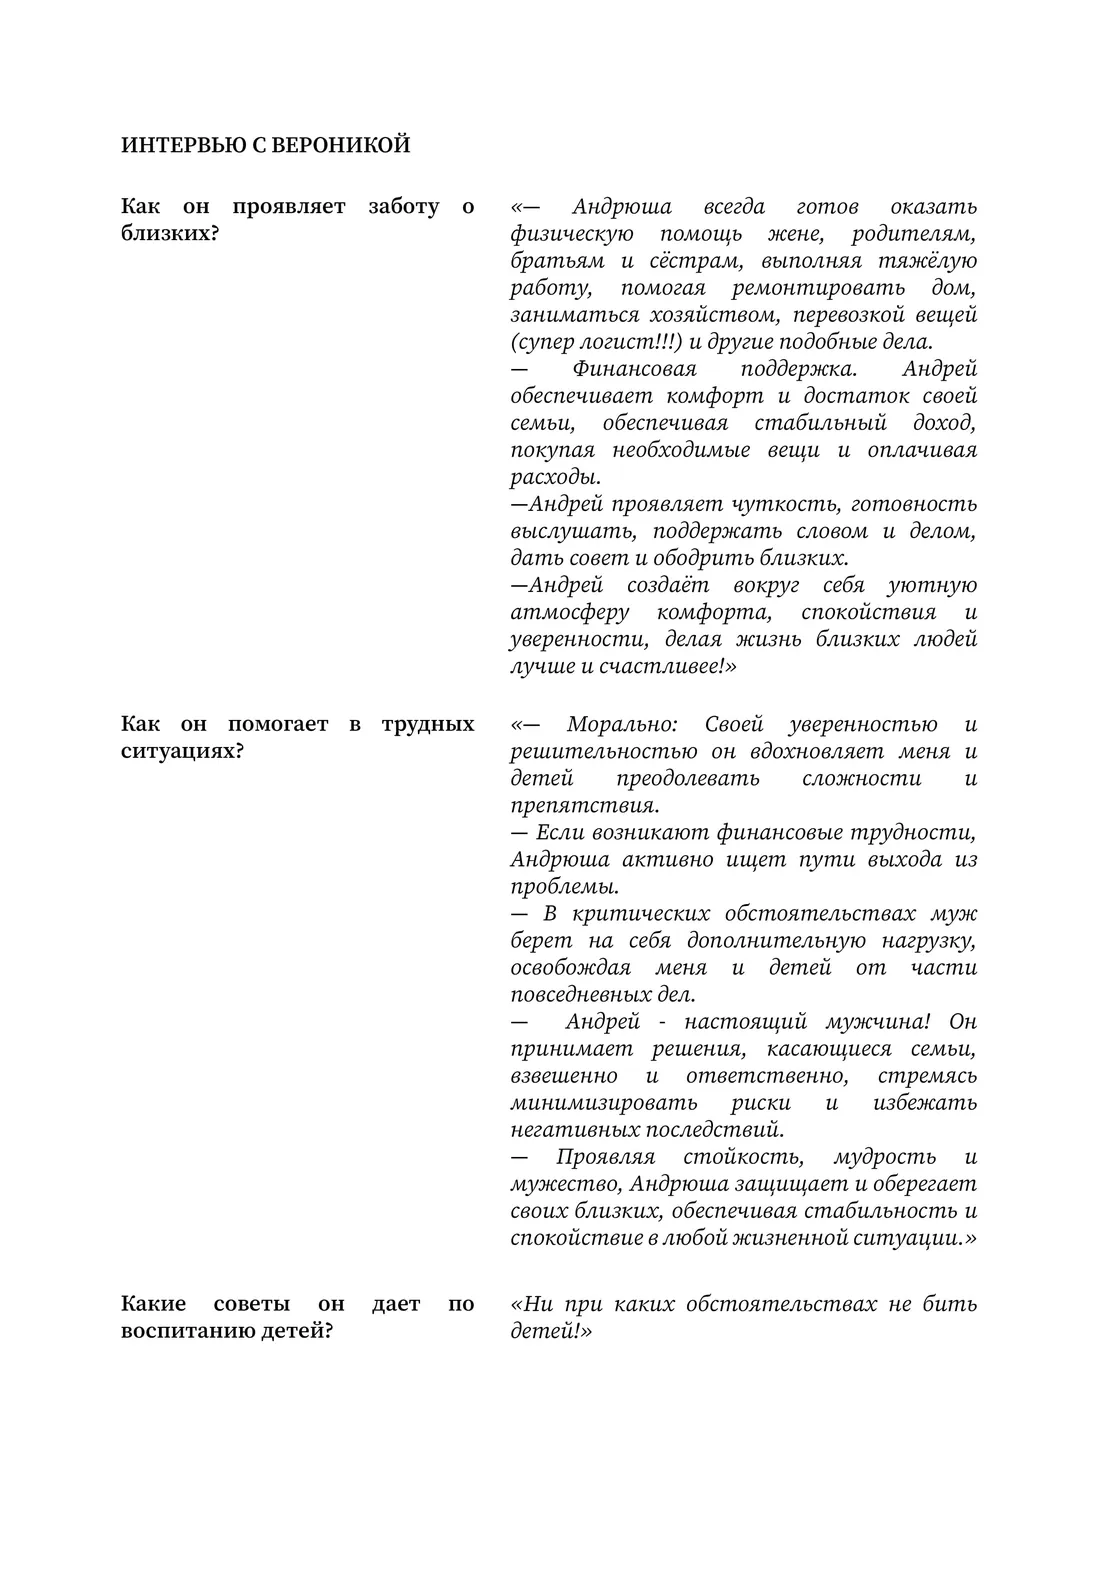 ИНТЕРВЬЮ С ВЕРОНИКОЙ
Как он проявляет заботу о
близких?
«— Андрюша всегда готов оказать
физическую помощь жене, родителям,
братьям и сёстрам, выполняя тяжёлую
работу, помогая ремонтировать дом,
заниматься хозяйством, перевозкой вещей
(супер логист!!!) и другие подобные дела.
— Финансовая поддержка. Андрей
обеспечивает комфорт и достаток своей
семьи, обеспечивая стабильный доход,
покупая необходимые вещи и оплачивая
расходы.
—Андрей проявляет чуткость, готовность
выслушать, поддержать словом и делом,
дать совет и ободрить близких.
—Андрей создаёт вокруг себя уютную
атмосферу комфорта, спокойствия и
уверенности, делая жизнь близких людей
лучше и счастливее!»
Как он помогает в трудных
ситуациях?
«— Морально: Своей уверенностью и
решительностью он вдохновляет меня и
детей преодолевать сложности и
препятствия.
— Если возникают финансовые трудности,
Андрюша активно ищет пути выхода из
проблемы.
— В критических обстоятельствах муж
берет на себя дополнительную нагрузку,
освобождая меня и детей от части
повседневных дел.
— Андрей - настоящий мужчина! Он
принимает решения, касающиеся семьи,
взвешенно и ответственно, стремясь
минимизировать риски и избежать
негативных последствий.
— Проявляя стойкость, мудрость и
мужество, Андрюша защищает и оберегает
своих близких, обеспечивая стабильность и
спокойствие в любой жизненной ситуации.»
Какие советы он дает по
воспитанию детей?
«Ни при каких обстоятельствах не бить
детей!»